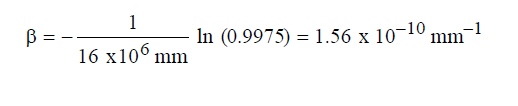 β = − 1 / 16 x10⁶ mm ln (0.9975) = 1.56 x 10⁻¹⁰ mm⁻¹